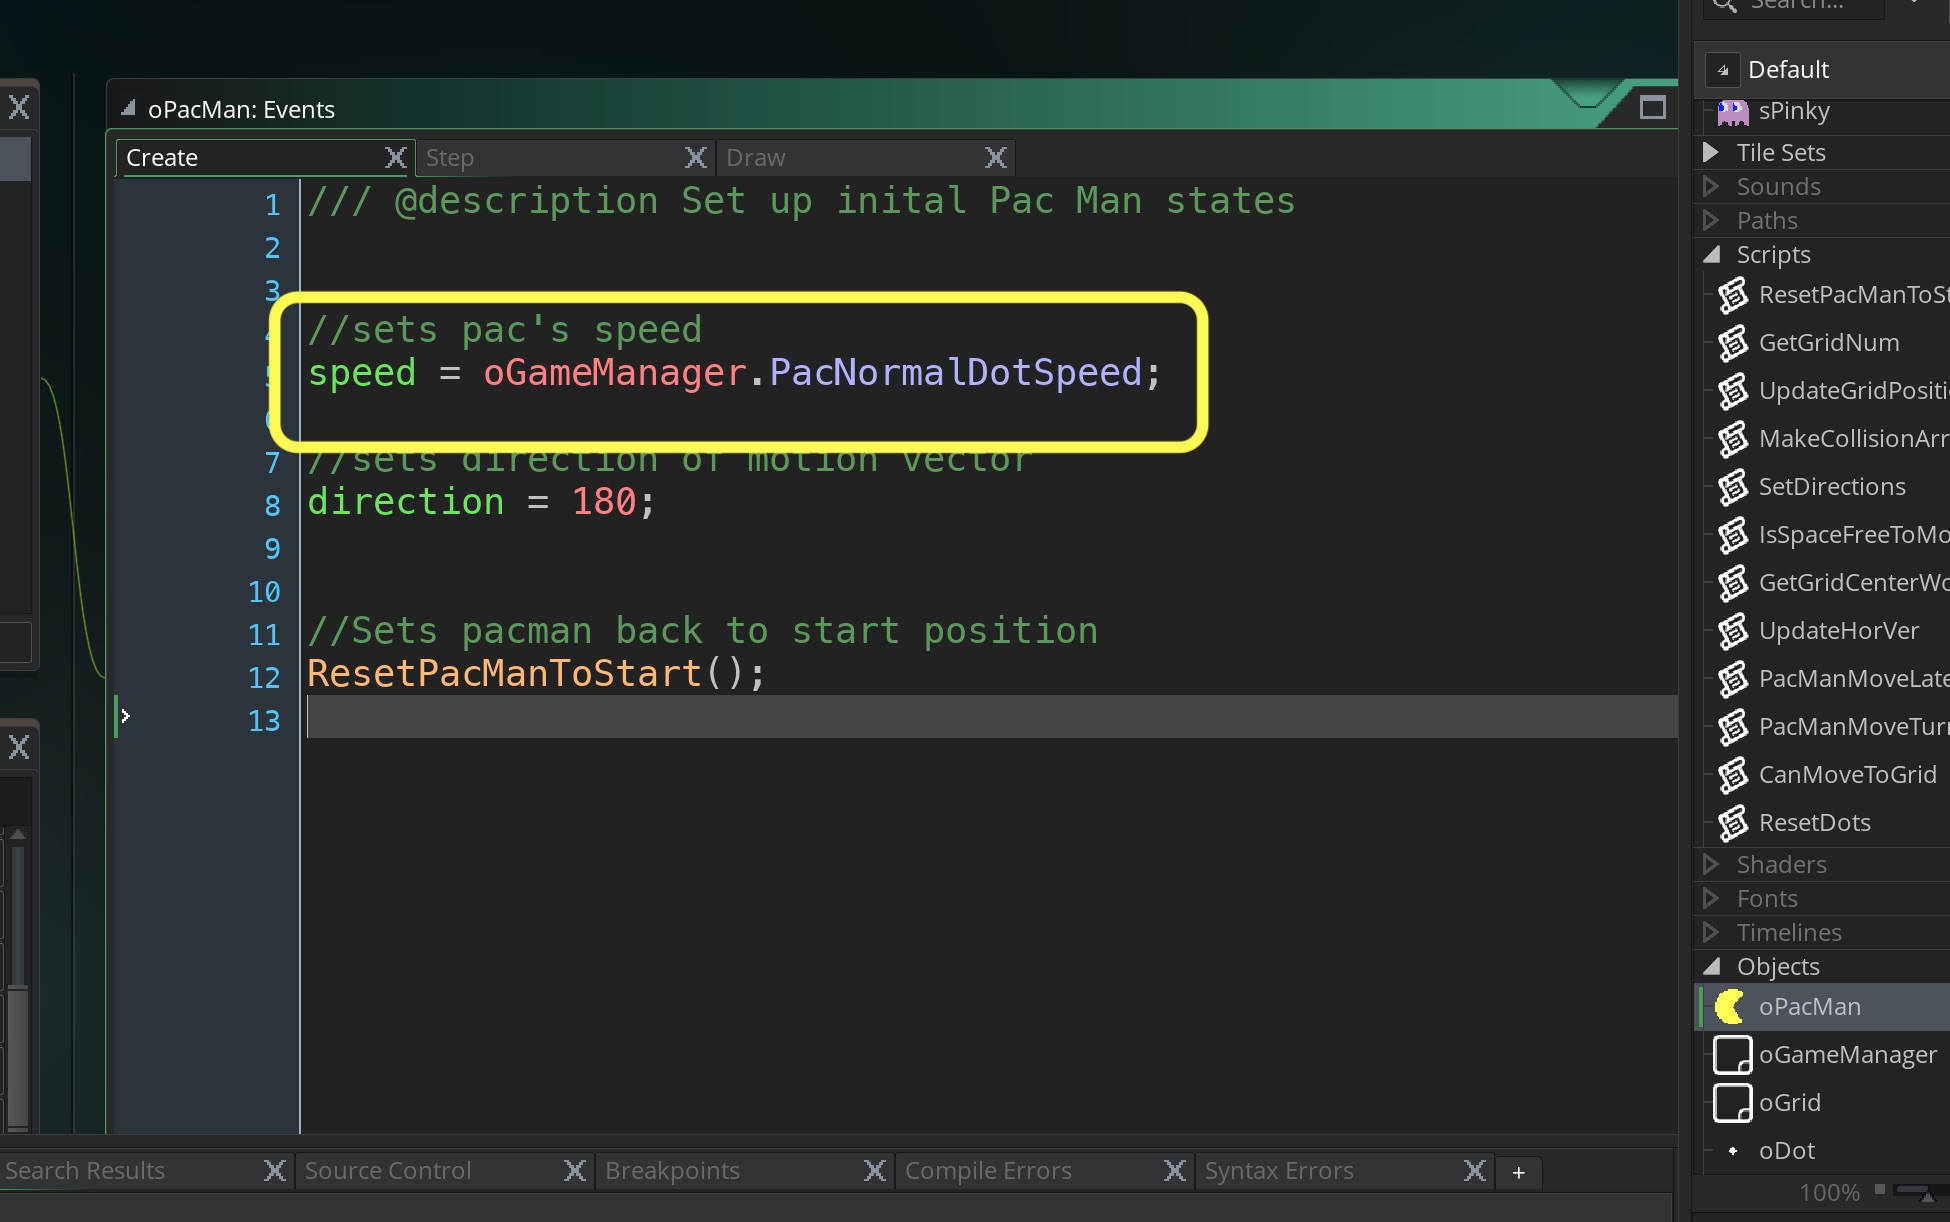 Search...
Default
oPacMan: Events
sPinky
Create
Step
Draw
Tile Sets
1 /// @description Set up inital Pac Man states
Sounds
2
Paths
3
Scripts
//sets pac's speed
speed = oGameManager.PacNormalDotSpeed;
7 //sets direction of motion vector
8 direction = 180;
9
10
11 //Sets pacman back to start position
12 ResetPacManToStart();
13
ResetPacManToSt
GetGridNum
UpdateGridPositi
MakeCollisionArr
SetDirections
IsSpaceFreeToMo
GetGridCenterWo
UpdateHorVer
PacManMoveLate
PacManMoveTurn
CanMoveToGrid
ResetDots
Shaders
Fonts
Timelines
Objects
oPacMan
oGameManager
oGrid
oDot
Search Results
Source Control
Breakpoints
Compile Errors
Syntax Errors
+
100%